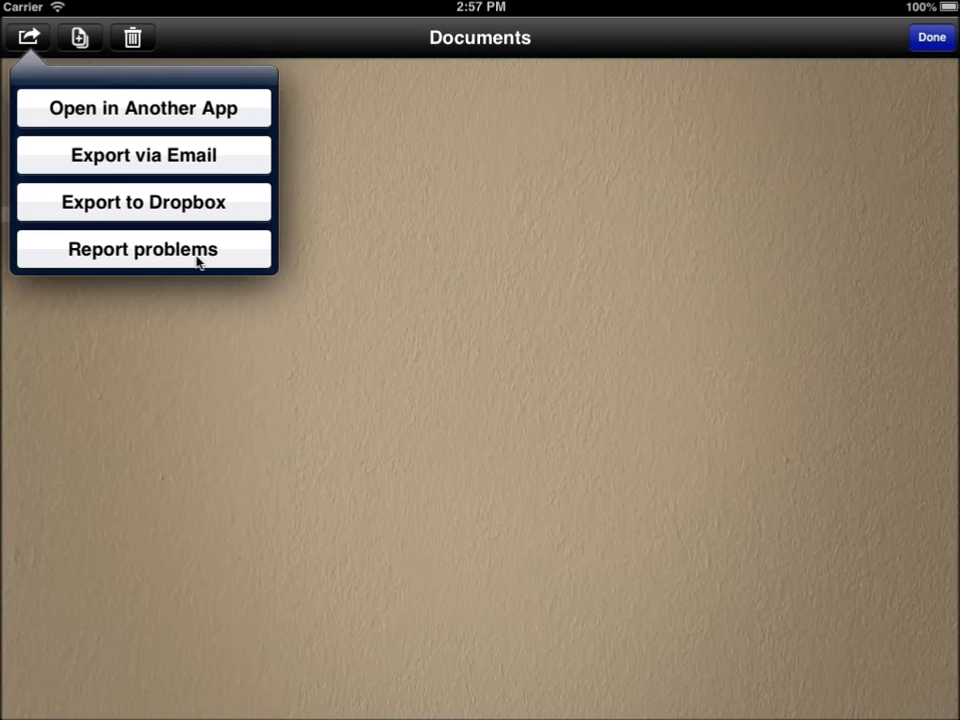 Carrier 2:57 PM 100%
Documents Done
Open in Another App
Export via Email
Export to Dropbox
Report problems